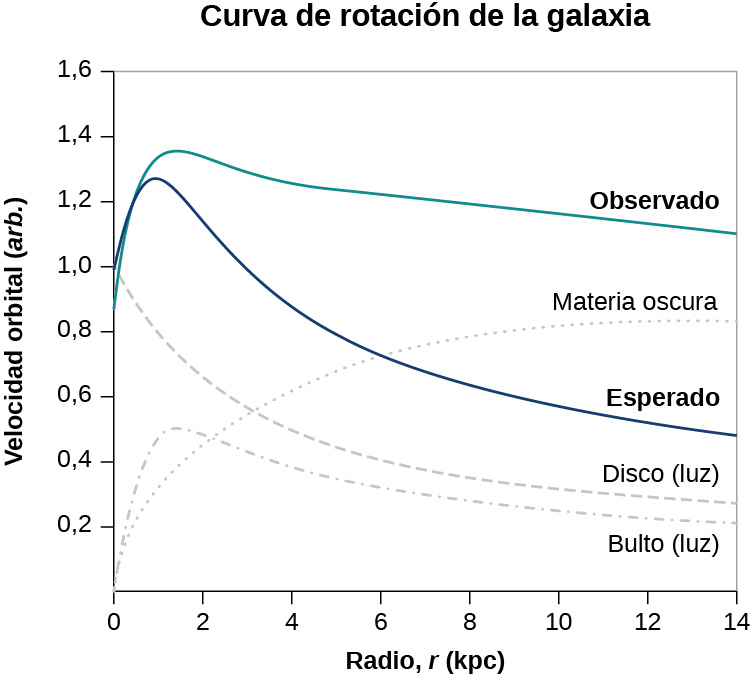 Curva de rotación de la galaxia
1,6
1,4
1,2
1,0
0,8
0,6
0,4
0,2
Velocidad orbital (arb.)
Observado
Materia oscura
Esperado
Disco (luz)
Bulto (luz)
0 2 4 6 8 10 12 14
Radio, r (kpc)